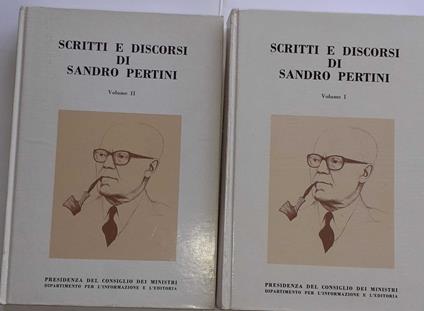 SCRITTI E DISCORSI
DI
SANDRO PERTINI
Volume II
PRESIDENZA DEL CONSIGLIO DEI MINISTRI
DIPARTIMENTO PER L'INFORMAZIONE E L'EDITORIA
SCRITTI E DISCORSI
DI
SANDRO PERTINI
Volume I
PRESIDENZA DEL CONSIGLIO DEI MINISTRI
DIPARTIMENTO PER L'INFORMAZIONE E L'EDITORIA